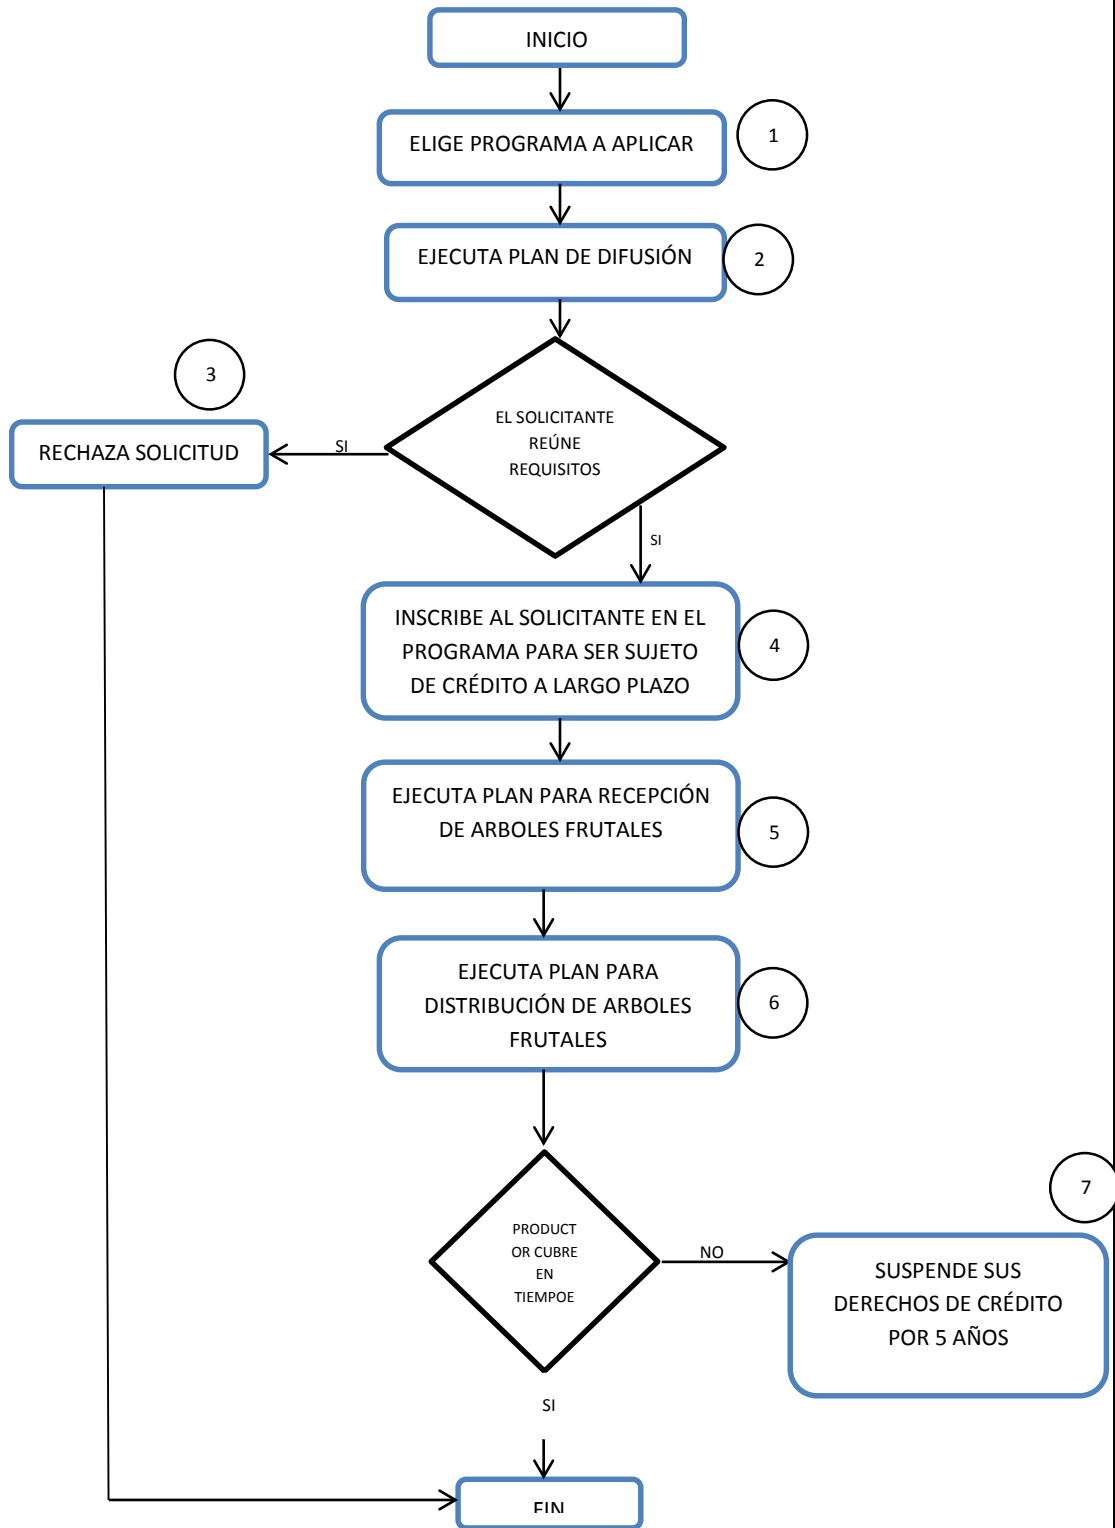 INICIO
ELIGE PROGRAMA A APLICAR
1
EJECUTA PLAN DE DIFUSIÓN
2
3
EL SOLICITANTE
REÚNE
REQUISITOS
RECHAZA SOLICITUD
SI
SI
INSCRIBE AL SOLICITANTE EN EL
PROGRAMA PARA SER SUJETO
DE CRÉDITO A LARGO PLAZO
4
EJECUTA PLAN PARA RECEPCIÓN
DE ARBOLES FRUTALES
5
EJECUTA PLAN PARA
DISTRIBUCIÓN DE ARBOLES
FRUTALES
6
7
PRODUCT
OR CUBRE
EN
TIEMPOE
NO
SUSPENDE SUS
DERECHOS DE CRÉDITO
POR 5 AÑOS
SI
FIN